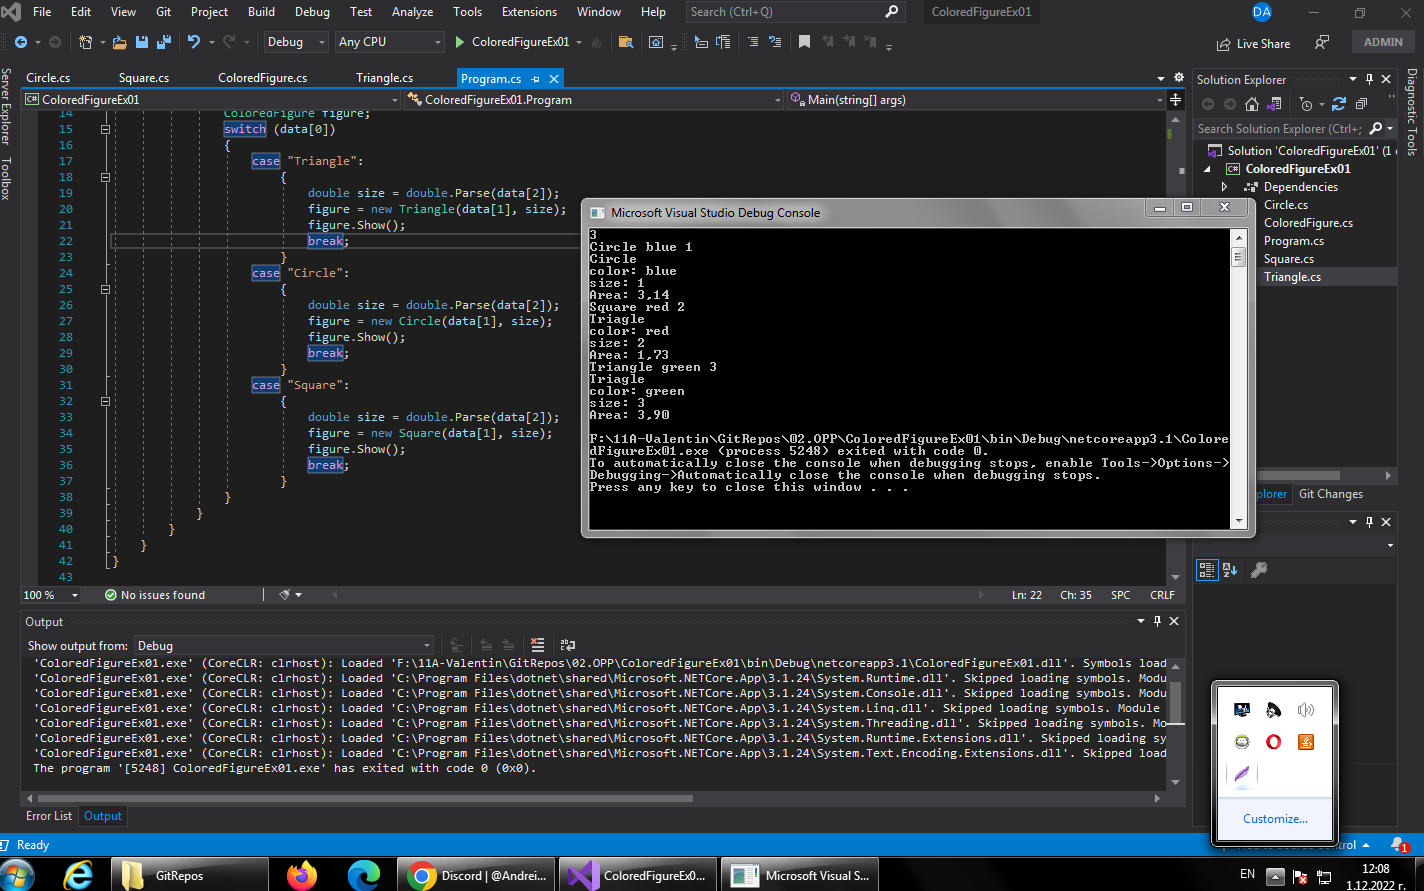 File Edit View Git Project Build Debug Test Analyze Tools Extensions Window Help Search (Ctrl+Q) ColoredFigureEx01 DA
Debug Any CPU ColoredFigureEx01 Live Share ADMIN
Server Explorer
Toolbox
Circle.cs Square.cs ColoredFigure.cs Triangle.cs Program.cs
ColoredFigureEx01 ColoredFigureEx01.Program Main(string[] args)
14 ColoredFigure figure;
15 switch (data[0])
16 {
17 case "Triangle":
18 {
19 double size = double.Parse(data[2]);
20 figure = new Triangle(data[1], size);
21 figure.Show();
22 break;
23 }
24 case "Circle":
25 {
26 double size = double.Parse(data[2]);
27 figure = new Circle(data[1], size);
28 figure.Show();
29 break;
30 }
31 case "Square":
32 {
33 double size = double.Parse(data[2]);
34 figure = new Square(data[1], size);
35 figure.Show();
36 break;
37 }
38 }
39 }
40 }
41 }
42 }
43
100 % No issues found Ln: 22 Ch: 35 SPC CRLF
Microsoft Visual Studio Debug Console
3
Circle blue 1
Circle
color: blue
size: 1
Area: 3,14
Square red 2
Triagle
color: red
size: 2
Area: 1,73
Triangle green 3
Triagle
color: green
size: 3
Area: 3,90
F:\11A-Valentin\GitRepos\02.OPP\ColoredFigureEx01\bin\Debug\netcoreapp3.1\Colore
dFigureEx01.exe (process 5248) exited with code 0.
To automatically close the console when debugging stops, enable Tools->Options->
Debugging->Automatically close the console when debugging stops.
Press any key to close this window . . .
Solution Explorer
Search Solution Explorer (Ctrl+;
Solution 'ColoredFigureEx01' (1
ColoredFigureEx01
Dependencies
Circle.cs
ColoredFigure.cs
Program.cs
Square.cs
Triangle.cs
plorer Git Changes
Diagnostic Tools
Output
Show output from: Debug
'ColoredFigureEx01.exe' (CoreCLR: clrhost): Loaded 'F:\11A-Valentin\GitRepos\02.OPP\ColoredFigureEx01\bin\Debug\netcoreapp3.1\ColoredFigureEx01.dll'. Symbols load
'ColoredFigureEx01.exe' (CoreCLR: clrhost): Loaded 'C:\Program Files\dotnet\shared\Microsoft.NETCore.App\3.1.24\System.Runtime.dll'. Skipped loading symbols. Modu
'ColoredFigureEx01.exe' (CoreCLR: clrhost): Loaded 'C:\Program Files\dotnet\shared\Microsoft.NETCore.App\3.1.24\System.Console.dll'. Skipped loading symbols. Modu
'ColoredFigureEx01.exe' (CoreCLR: clrhost): Loaded 'C:\Program Files\dotnet\shared\Microsoft.NETCore.App\3.1.24\System.Linq.dll'. Skipped loading symbols. Module
'ColoredFigureEx01.exe' (CoreCLR: clrhost): Loaded 'C:\Program Files\dotnet\shared\Microsoft.NETCore.App\3.1.24\System.Threading.dll'. Skipped loading symbols. Mo
'ColoredFigureEx01.exe' (CoreCLR: clrhost): Loaded 'C:\Program Files\dotnet\shared\Microsoft.NETCore.App\3.1.24\System.Runtime.Extensions.dll'. Skipped loading sy
'ColoredFigureEx01.exe' (CoreCLR: clrhost): Loaded 'C:\Program Files\dotnet\shared\Microsoft.NETCore.App\3.1.24\System.Text.Encoding.Extensions.dll'. Skipped load
The program '[5248] ColoredFigureEx01.exe' has exited with code 0 (0x0).
Error List Output
Customize...
Ready 1
GitRepos Discord | @Andrei... ColoredFigureEx0... Microsoft Visual S... EN 12:08
1.12.2022 г.